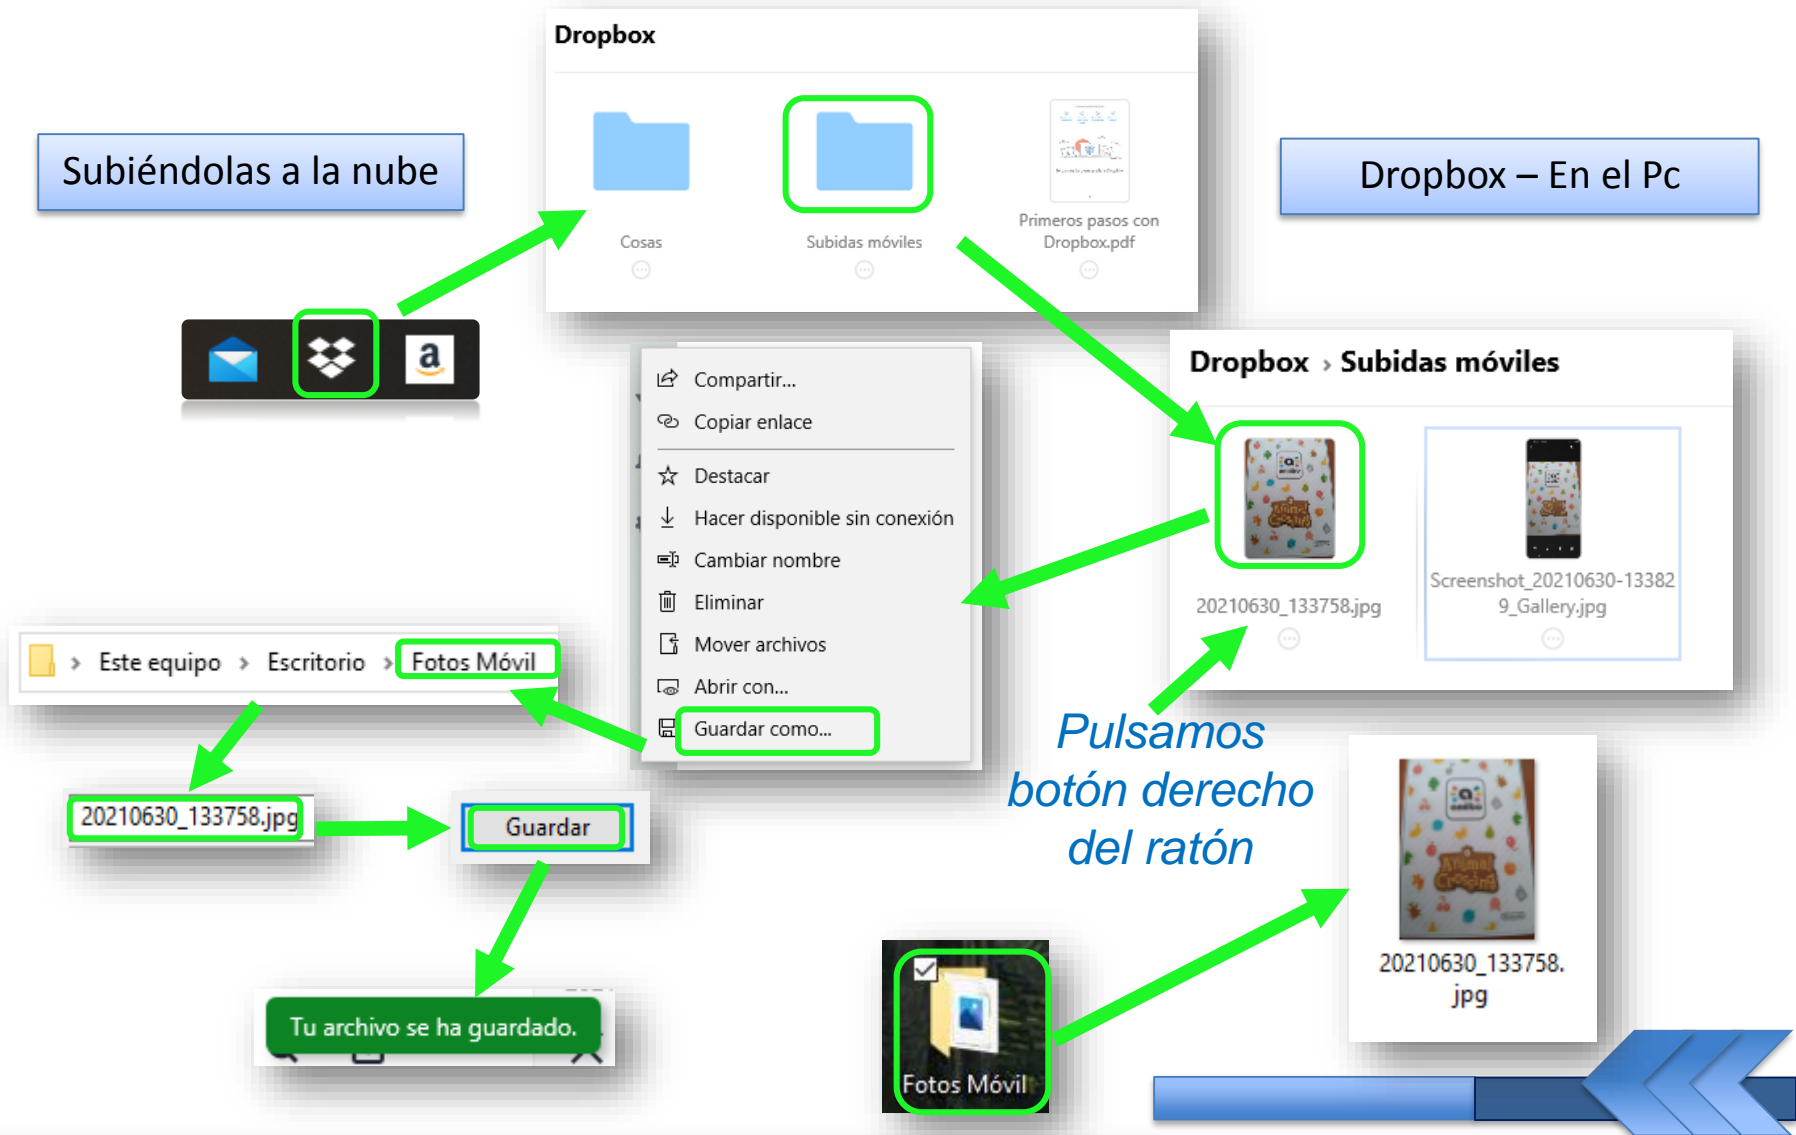 Dropbox
Cosas
Subidas móviles
Primeros pasos con
Dropbox.pdf
Subiéndolas a la nube
Dropbox – En el Pc
a
Compartir...
Copiar enlace
Destacar
Hacer disponible sin conexión
Cambiar nombre
Eliminar
Mover archivos
Abrir con...
Guardar como...
Dropbox › Subidas móviles
20210630_133758.jpg
Screenshot_20210630-13382
9_Gallery.jpg
Este equipo › Escritorio › Fotos Móvil
20210630_133758.jpg
Guardar
Tu archivo se ha guardado.
Pulsamos
botón derecho
del ratón
Fotos Móvil
amiibo
Animal
Crossing
20210630_133758.
jpg